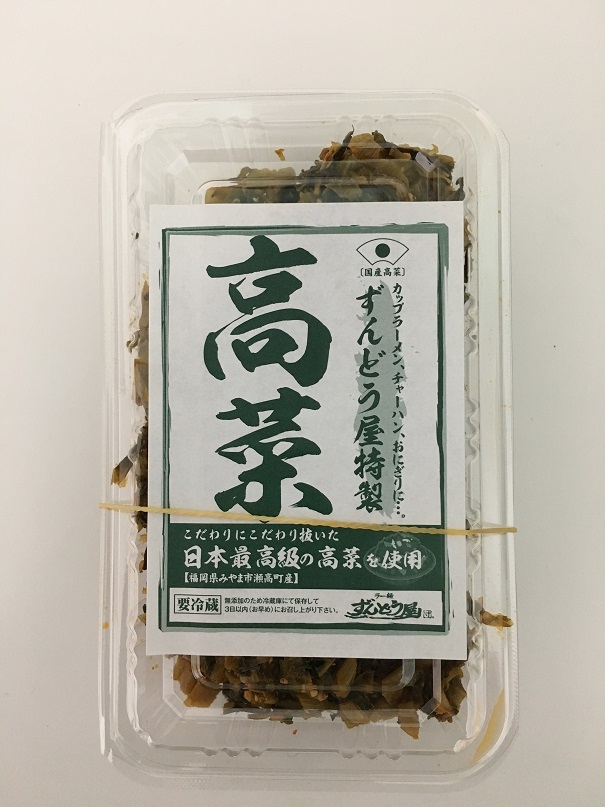 高菜
〔国産高菜〕
カップラーメン、チャーハン、おにぎりに…。
ずんどう屋特製
こだわりにこだわり抜いた
日本最高級の高菜を使用
【福岡県みやま市瀬高町産】
要冷蔵
無添加のため冷蔵庫にて保存して
3日以内(お早め)にお召し上がり下さい。
ラー麺
ずんどう屋